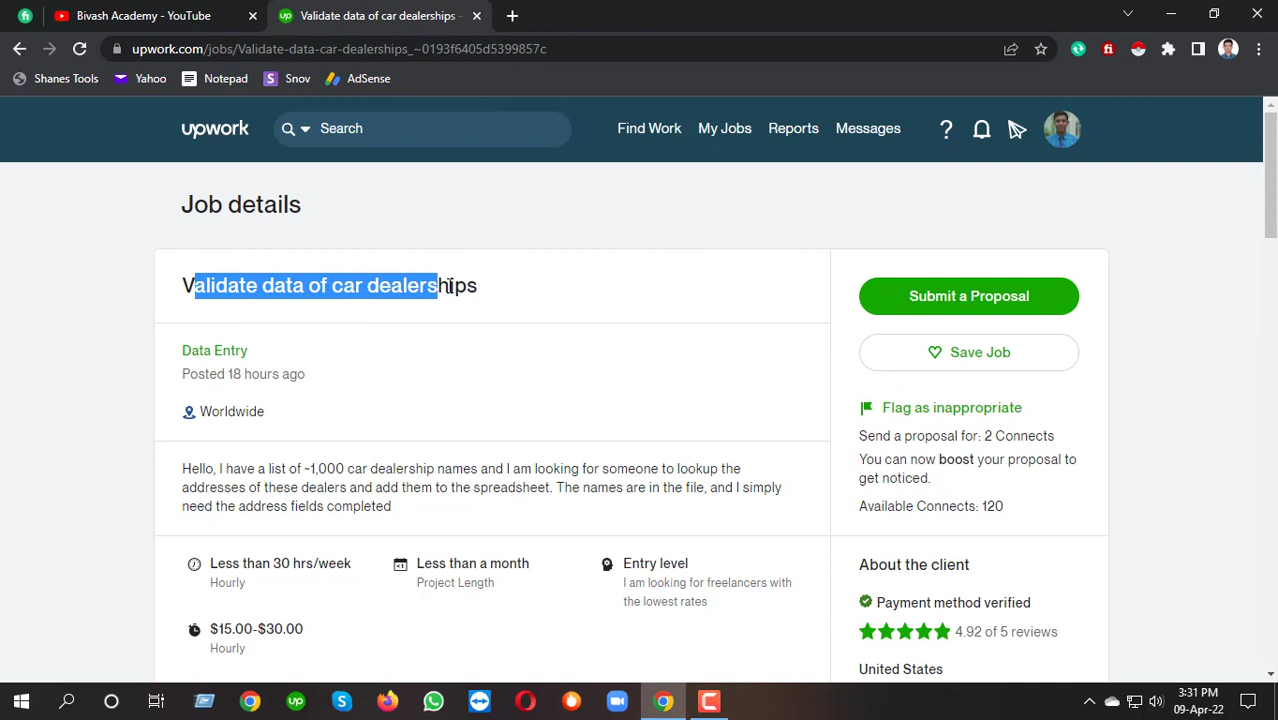 Bivash Academy - YouTube
Validate data of car dealerships -
upwork.com/jobs/Validate-data-car-dealerships_~0193f6405d5399857c
Shanes Tools
Yahoo
Notepad
S
Snov
AdSense
upwork
Search
Find Work
My Jobs
Reports
Messages
?
Job details
Validate data of car dealerships
Data Entry
Posted 18 hours ago
Worldwide
Hello, I have a list of ~1,000 car dealership names and I am looking for someone to lookup the
addresses of these dealers and add them to the spreadsheet. The names are in the file, and I simply
need the address fields completed
Less than 30 hrs/week
Hourly
Less than a month
Project Length
Entry level
I am looking for freelancers with
the lowest rates
$15.00-$30.00
Hourly
Submit a Proposal
Save Job
Flag as inappropriate
Send a proposal for: 2 Connects
You can now boost your proposal to
get noticed.
Available Connects: 120
About the client
Payment method verified
4.92 of 5 reviews
United States
3:31 PM
09-Apr-22